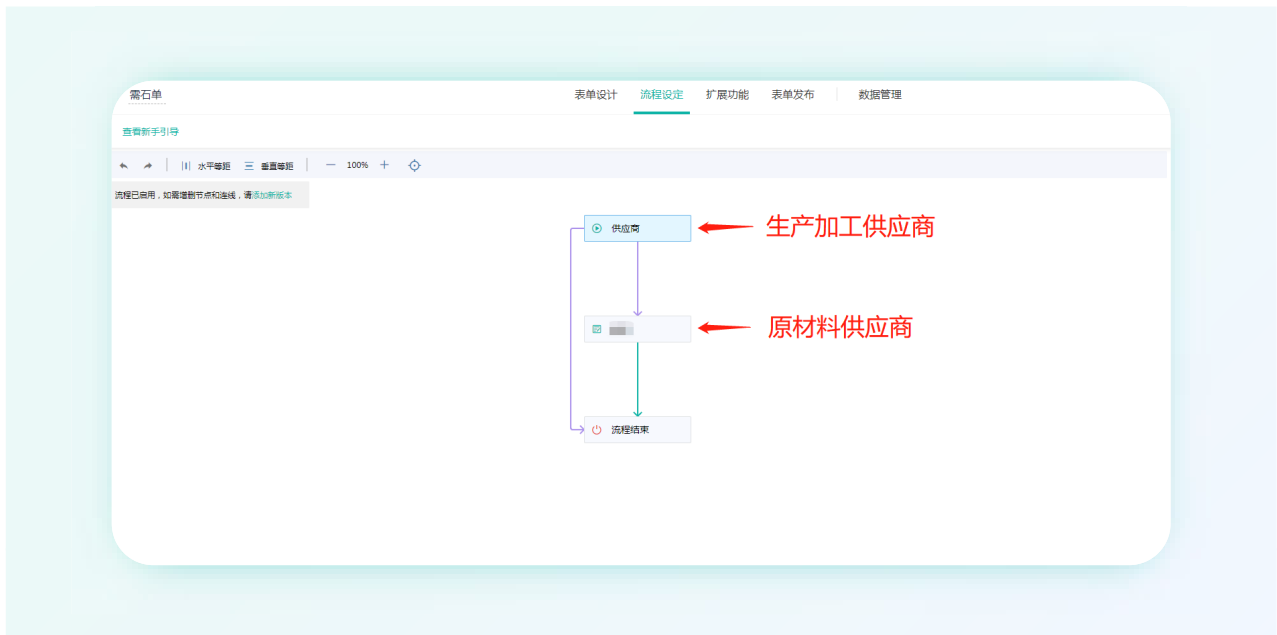 需石单
表单设计 流程设定 扩展功能 表单发布 数据管理
查看新手引导
水平等距 垂直等距 100%
流程已启用，如需增删节点和连线，请添加新版本
供应商
生产加工供应商
原材料供应商
流程结束